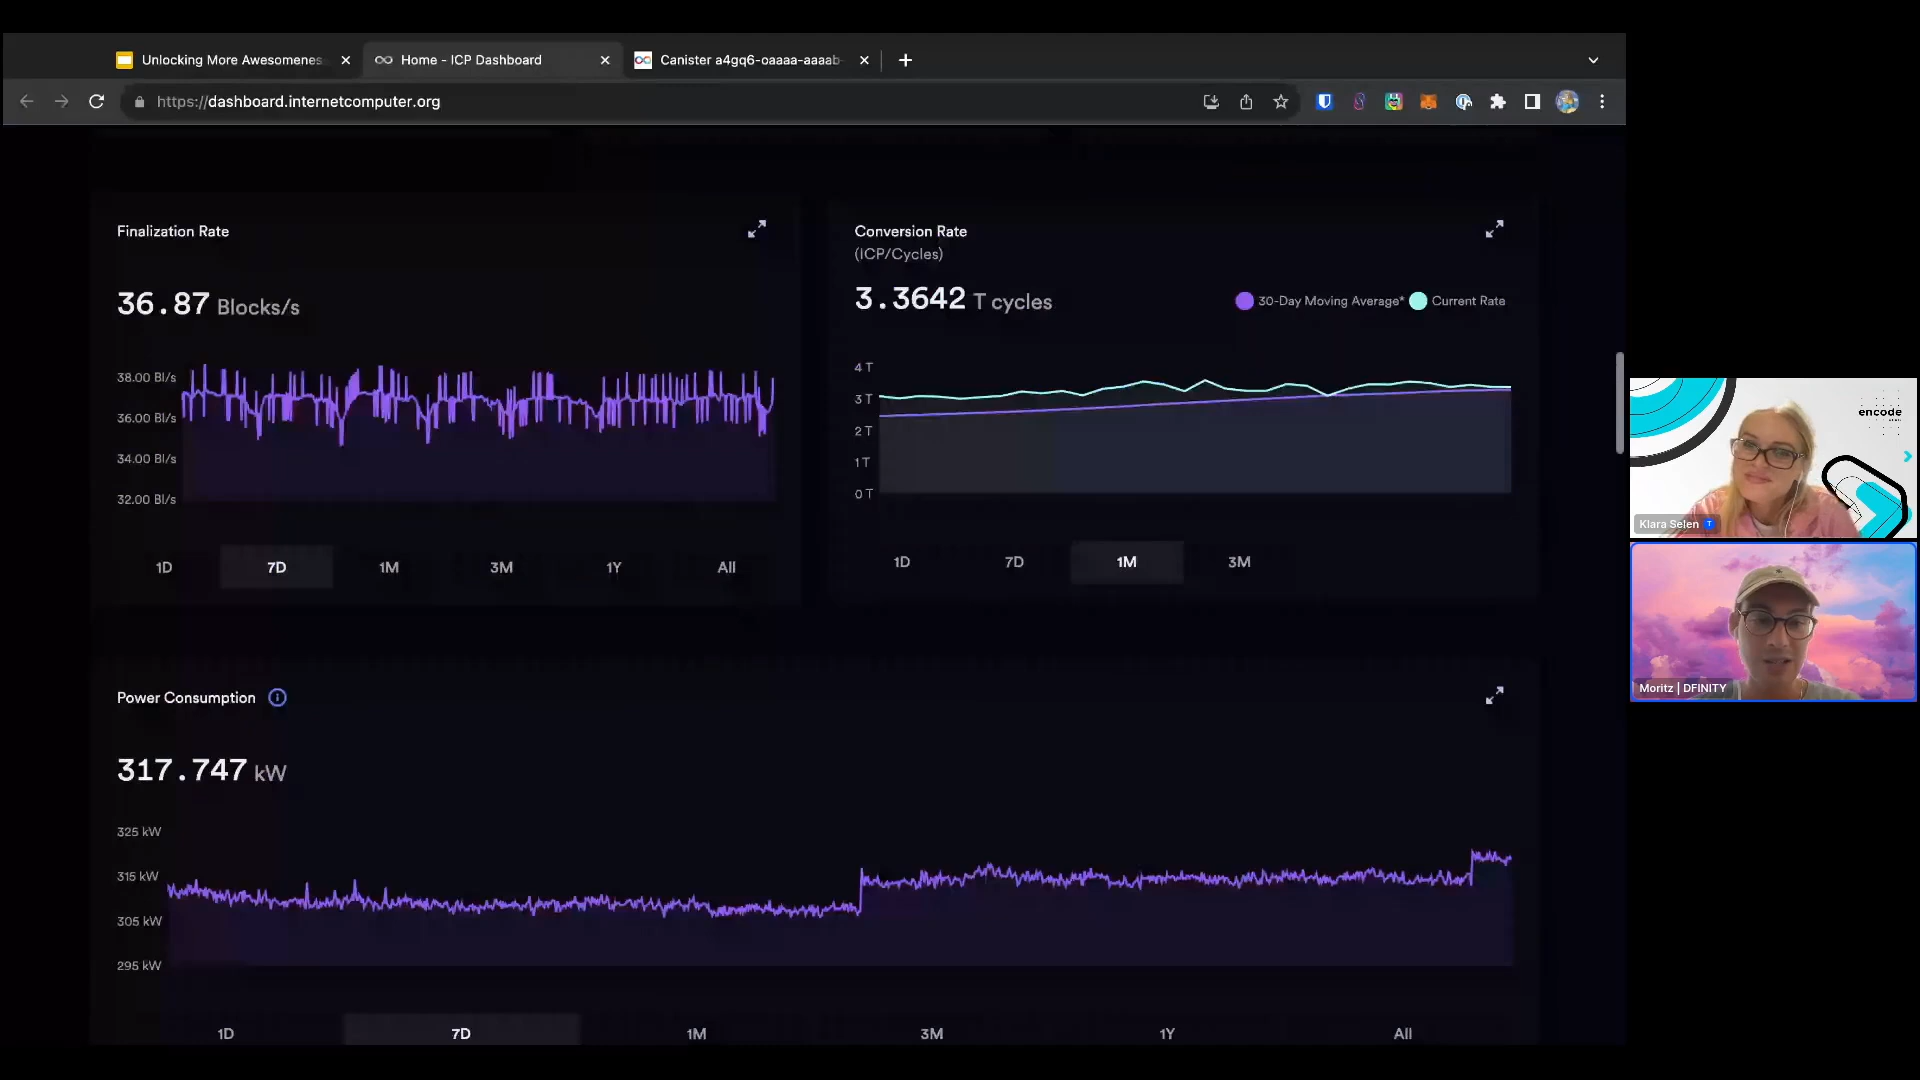 Unlocking More Awesomenes
Home - ICP Dashboard
Canister a4gq6-oaaaa-aaaab-
https://dashboard.internetcomputer.org
Finalization Rate
36.87 Blocks/s
38.00 Bl/s
36.00 Bl/s
34.00 Bl/s
32.00 Bl/s
1D 7D 1M 3M 1Y All
Conversion Rate
(ICP/Cycles)
3.3642 T cycles
30-Day Moving Average* Current Rate
4 T
3 T
2 T
1 T
0 T
1D 7D 1M 3M
Power Consumption
317.747 kW
325 kW
315 kW
305 kW
295 kW
1D 7D 1M 3M 1Y All
encode
Klara Selen
Moritz | DFINITY